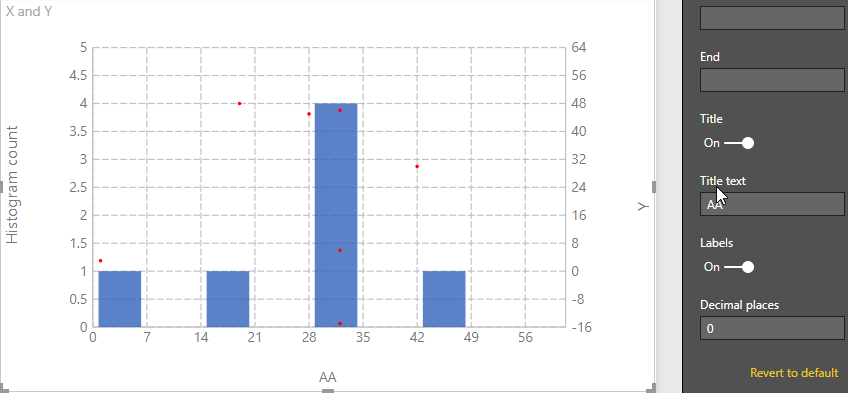 X and Y
Histogram count
5
4.5
4
3.5
3
2.5
2
1.5
1
0.5
0
0 7 14 21 28 35 42 49 56
AA
64
56
48
40
32
24
16
8
0
-8
-16
Y
End
Title
On
Title text
AA
Labels
On
Decimal places
0
Revert to default